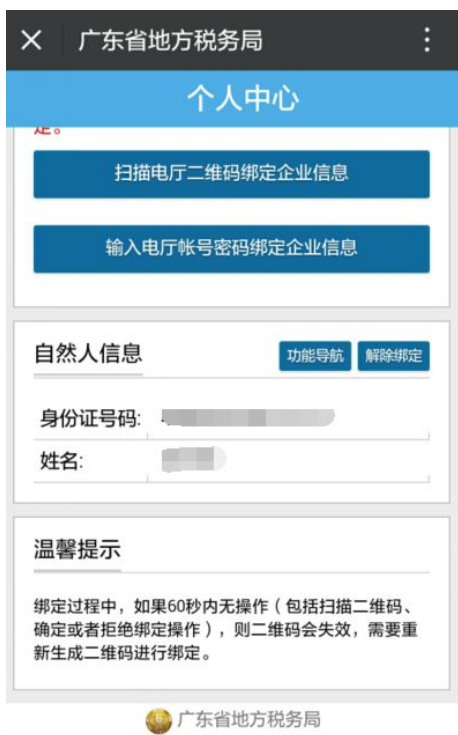 广东省地方税务局
个人中心
定。
扫描电厅二维码绑定企业信息
输入电厅帐号密码绑定企业信息
自然人信息
功能导航
解除绑定
身份证号码:
姓名:
温馨提示
绑定过程中，如果60秒内无操作（包括扫描二维码、
确定或者拒绝绑定操作），则二维码会失效，需要重
新生成二维码进行绑定。
广东省地方税务局